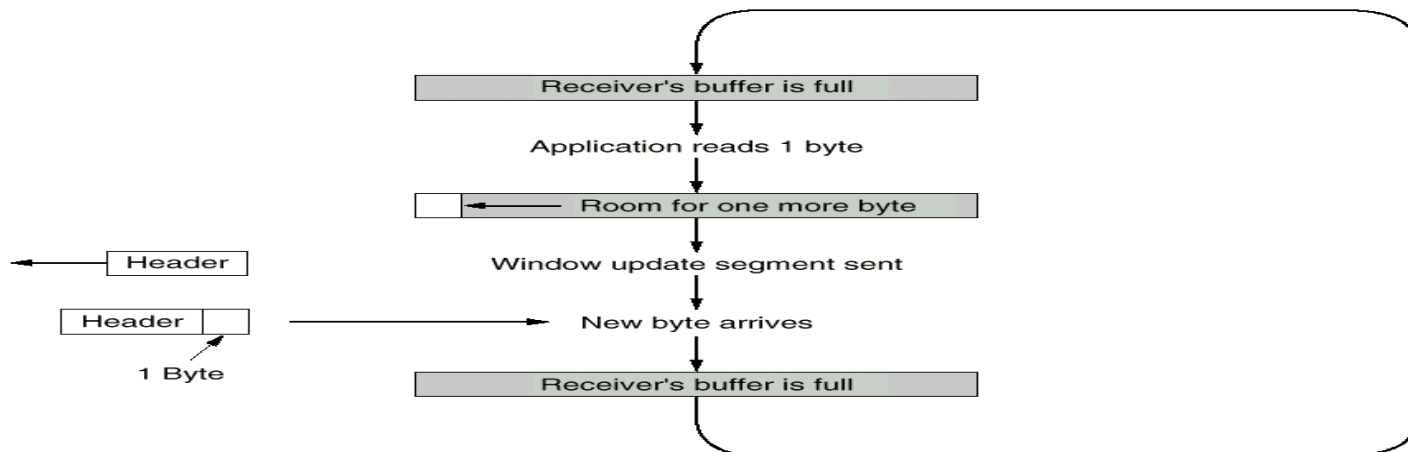 Receiver's buffer is full
Application reads 1 byte
Room for one more byte
Header
Window update segment sent
Header
New byte arrives
1 Byte
Receiver's buffer is full